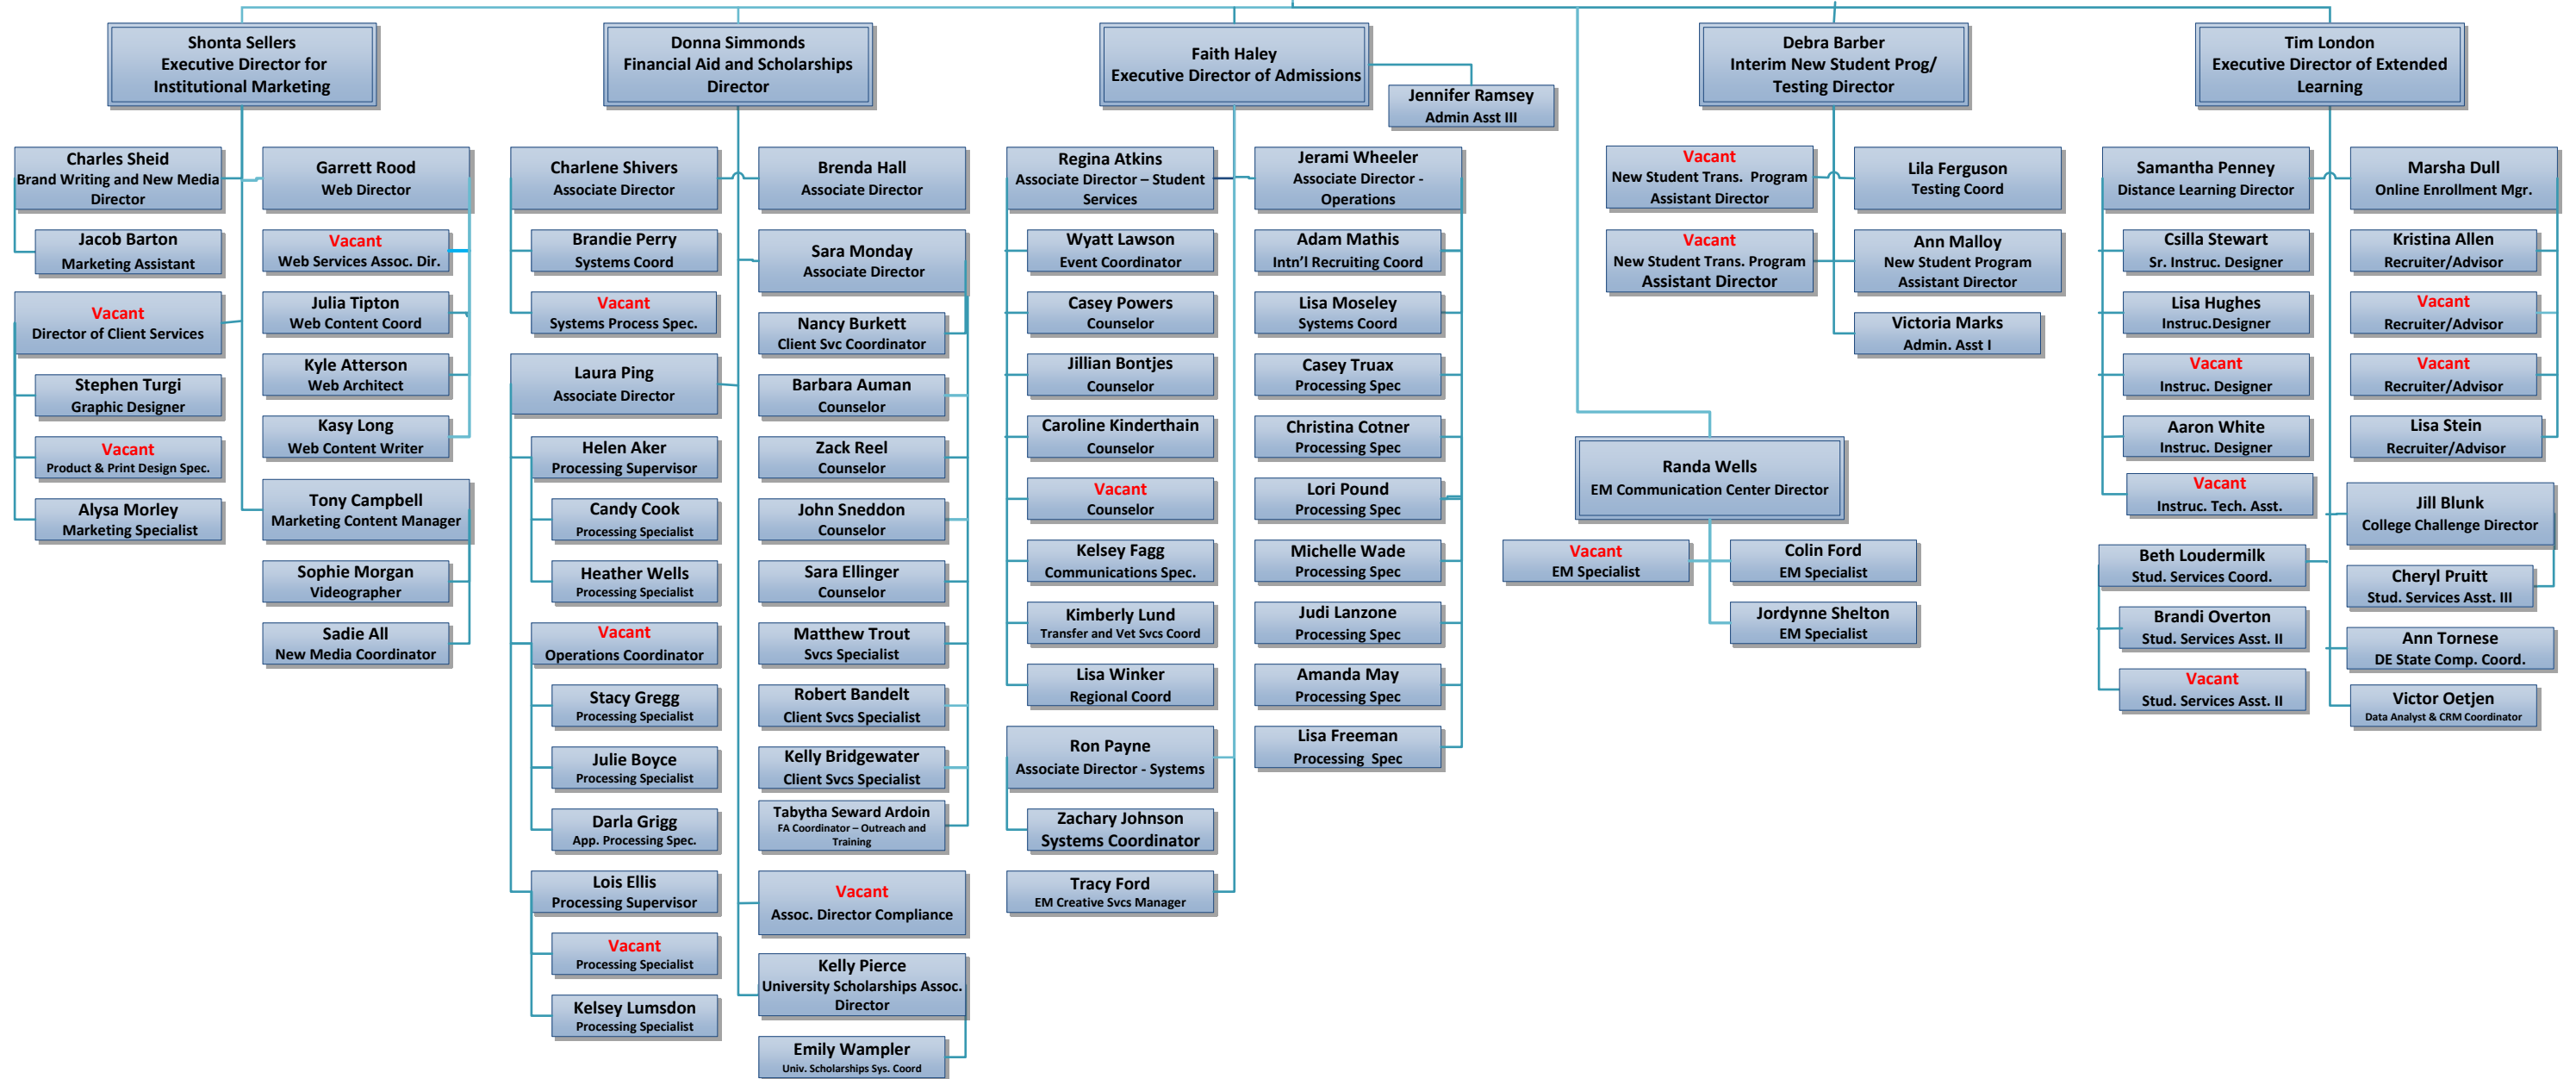 Shonta Sellers
Executive Director for
Institutional Marketing
Charles Sheid
Brand Writing and New Media
Director
Jacob Barton
Marketing Assistant
Vacant
Director of Client Services
Stephen Turgi
Graphic Designer
Vacant
Product & Print Design Spec.
Alysa Morley
Marketing Specialist
Garrett Rood
Web Director
Vacant
Web Services Assoc. Dir.
Julia Tipton
Web Content Coord
Kyle Atterson
Web Architect
Kasy Long
Web Content Writer
Tony Campbell
Marketing Content Manager
Sophie Morgan
Videographer
Sadie All
New Media Coordinator
Donna Simmonds
Financial Aid and Scholarships
Director
Charlene Shivers
Associate Director
Brandie Perry
Systems Coord
Vacant
Systems Process Spec.
Laura Ping
Associate Director
Helen Aker
Processing Supervisor
Candy Cook
Processing Specialist
Heather Wells
Processing Specialist
Vacant
Operations Coordinator
Stacy Gregg
Processing Specialist
Julie Boyce
Processing Specialist
Darla Grigg
App. Processing Spec.
Lois Ellis
Processing Supervisor
Vacant
Processing Specialist
Kelsey Lumsdon
Processing Specialist
Brenda Hall
Associate Director
Sara Monday
Associate Director
Nancy Burkett
Client Svc Coordinator
Barbara Auman
Counselor
Zack Reel
Counselor
John Sneddon
Counselor
Sara Ellinger
Counselor
Matthew Trout
Svcs Specialist
Robert Bandelt
Client Svcs Specialist
Kelly Bridgewater
Client Svcs Specialist
Tabytha Seward Ardoin
FA Coordinator – Outreach and
Training
Vacant
Assoc. Director Compliance
Kelly Pierce
University Scholarships Assoc.
Director
Emily Wampler
Univ. Scholarships Sys. Coord
Faith Haley
Executive Director of Admissions
Jennifer Ramsey
Admin Asst III
Regina Atkins
Associate Director – Student
Services
Wyatt Lawson
Event Coordinator
Casey Powers
Counselor
Jillian Bontjes
Counselor
Caroline Kinderthain
Counselor
Vacant
Counselor
Kelsey Fagg
Communications Spec.
Kimberly Lund
Transfer and Vet Svcs Coord
Lisa Winker
Regional Coord
Ron Payne
Associate Director - Systems
Zachary Johnson
Systems Coordinator
Tracy Ford
EM Creative Svcs Manager
Jerami Wheeler
Associate Director -
Operations
Adam Mathis
Intn’l Recruiting Coord
Lisa Moseley
Systems Coord
Casey Truax
Processing Spec
Christina Cotner
Processing Spec
Lori Pound
Processing Spec
Michelle Wade
Processing Spec
Judi Lanzone
Processing Spec
Amanda May
Processing Spec
Lisa Freeman
Processing Spec
Randa Wells
EM Communication Center Director
Vacant
EM Specialist
Colin Ford
EM Specialist
Jordynne Shelton
EM Specialist
Debra Barber
Interim New Student Prog/
Testing Director
Vacant
New Student Trans. Program
Assistant Director
Vacant
New Student Trans. Program
Assistant Director
Lila Ferguson
Testing Coord
Ann Malloy
New Student Program
Assistant Director
Victoria Marks
Admin. Asst I
Tim London
Executive Director of Extended
Learning
Samantha Penney
Distance Learning Director
Csilla Stewart
Sr. Instruc. Designer
Lisa Hughes
Instruc.Designer
Vacant
Instruc. Designer
Aaron White
Instruc. Designer
Vacant
Instruc. Tech. Asst.
Beth Loudermilk
Stud. Services Coord.
Brandi Overton
Stud. Services Asst. II
Vacant
Stud. Services Asst. II
Marsha Dull
Online Enrollment Mgr.
Kristina Allen
Recruiter/Advisor
Vacant
Recruiter/Advisor
Vacant
Recruiter/Advisor
Lisa Stein
Recruiter/Advisor
Jill Blunk
College Challenge Director
Cheryl Pruitt
Stud. Services Asst. III
Ann Tornese
DE State Comp. Coord.
Victor Oetjen
Data Analyst & CRM Coordinator